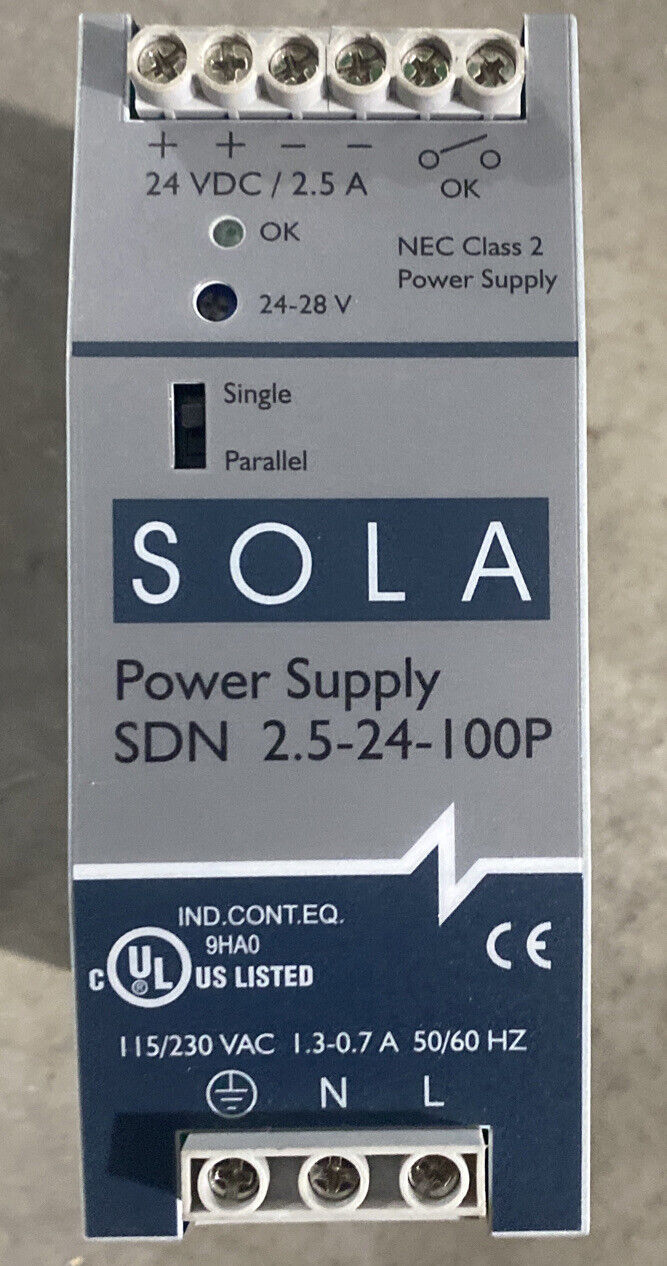 + + − −
24 VDC / 2.5 A
OK
OK
NEC Class 2
Power Supply
24-28 V
Single
Parallel
SOLA
Power Supply
SDN 2.5-24-100P
IND.CONT.EQ.
9HA0
C UL ® US LISTED
CE
115/230 VAC 1.3-0.7 A 50/60 HZ
N L